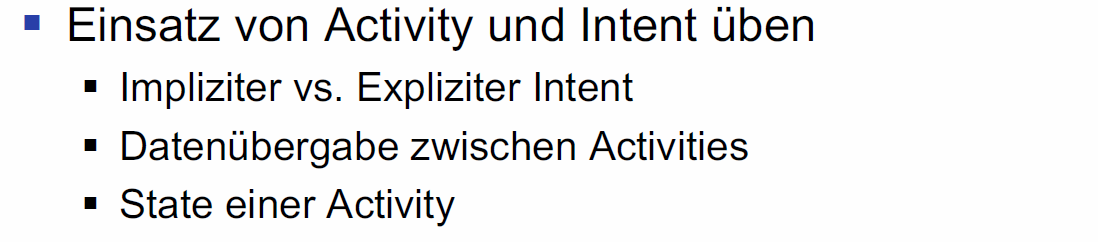 Einsatz von Activity und Intent üben
Impliziter vs. Expliziter Intent
Datenübergabe zwischen Activities
State einer Activity